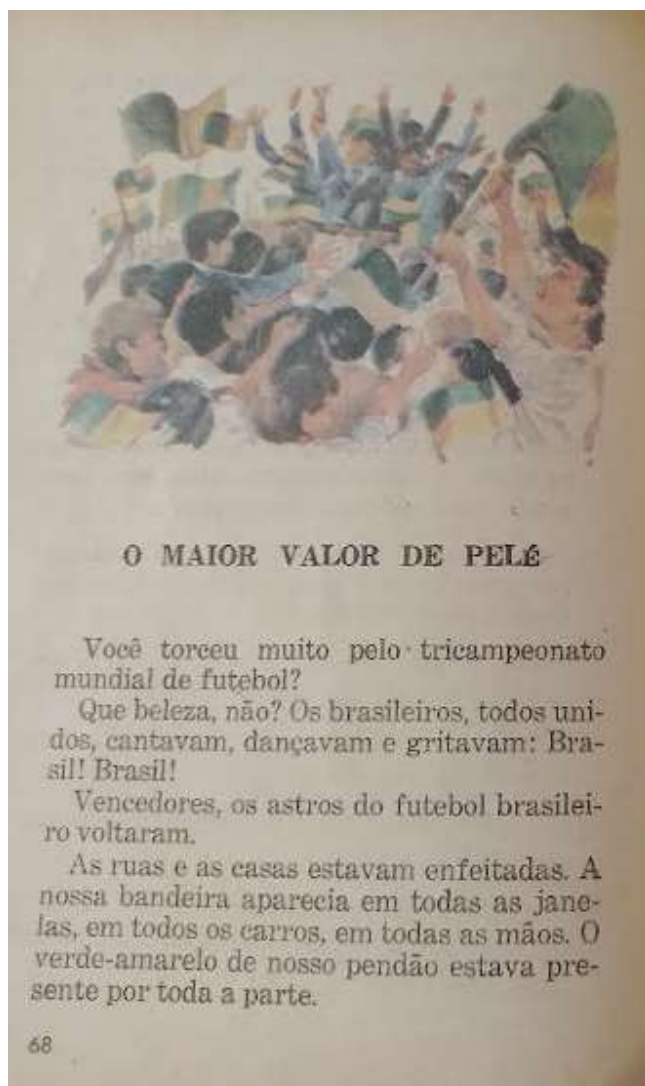 O MAIOR VALOR DE PELÉ
Você torceu muito pelo tricampeonato
mundial de futebol?
Que beleza, não? Os brasileiros, todos uni-
dos, cantavam, dançavam e gritavam: Bra-
sil! Brasil!
Vencedores, os astros do futebol brasilei-
ro voltaram.
As ruas e as casas estavam enfeitadas. A
nossa bandeira aparecia em todas as jane-
las, em todos os carros, em todas as mãos. O
verde-amarelo de nosso pendão estava pre-
sente por toda a parte.
68